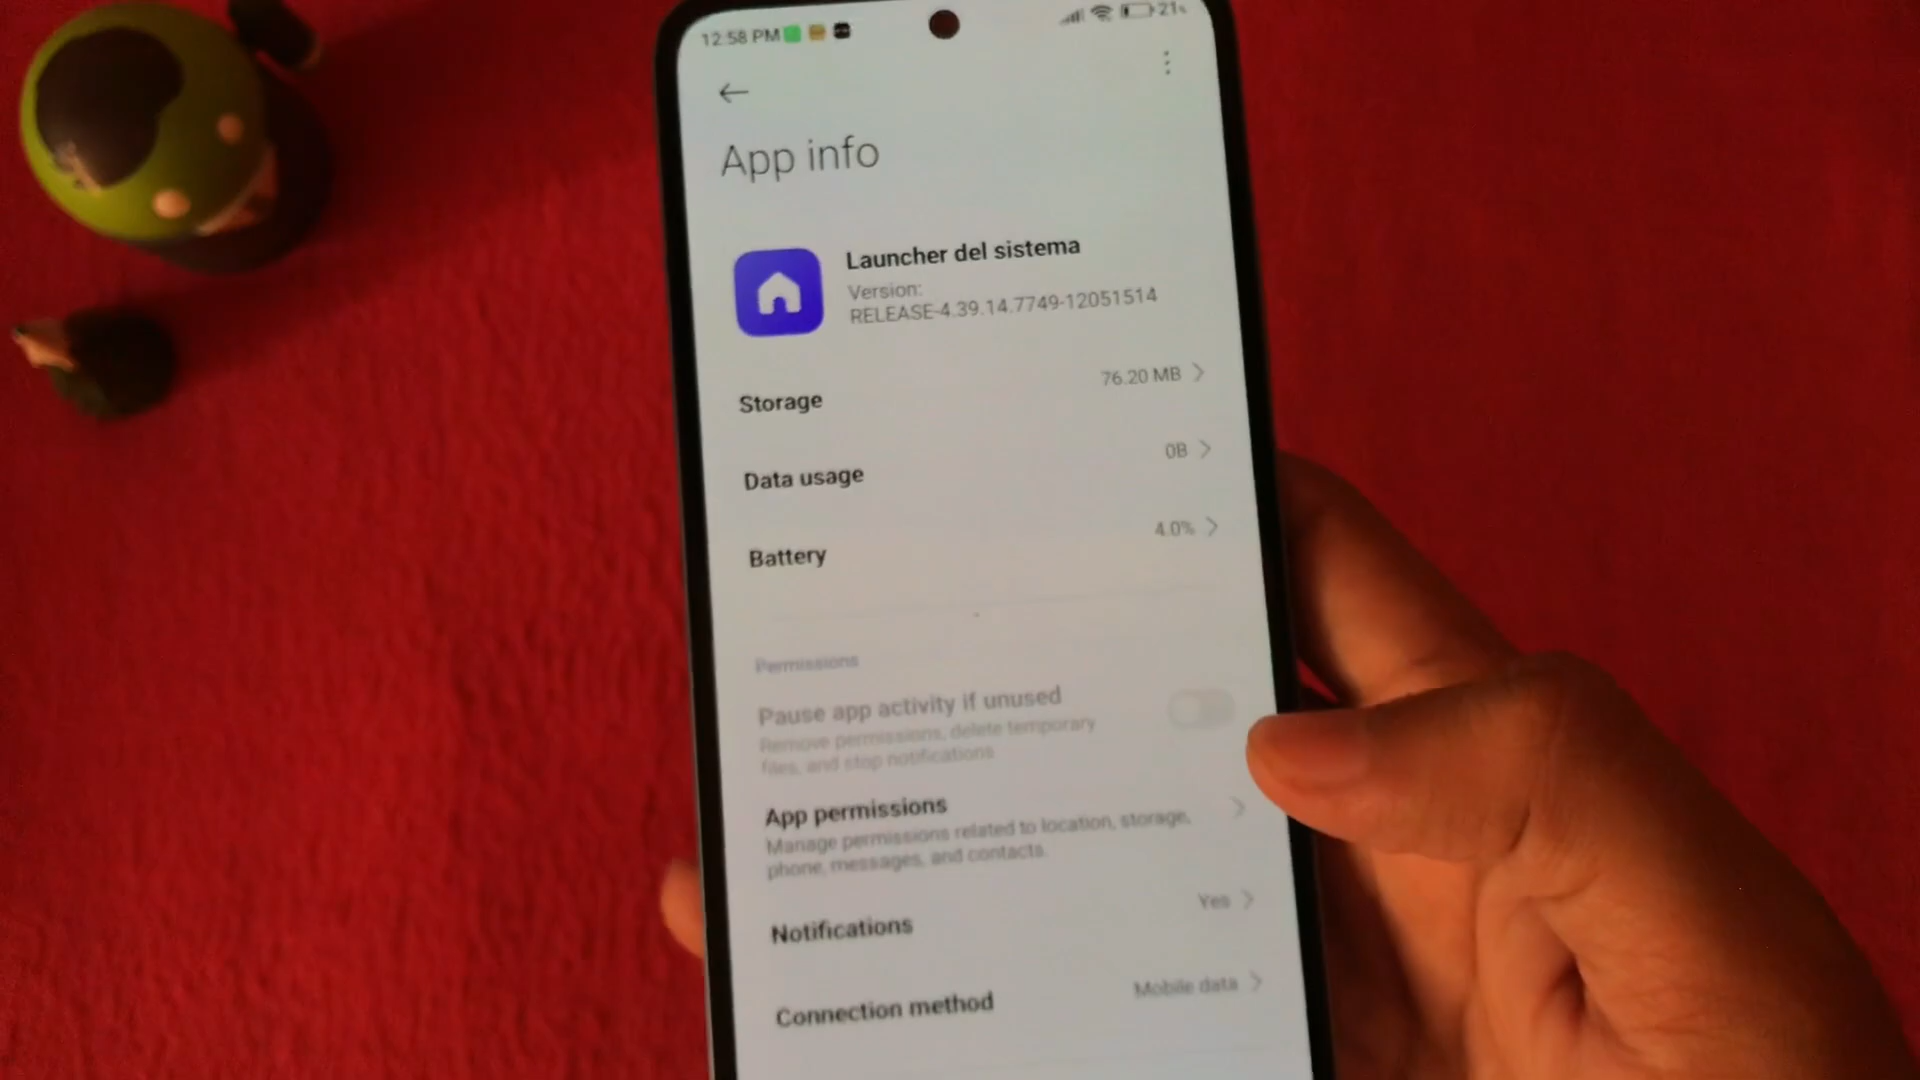 12:58 PM
21%
App info
Launcher del sistema
Version:
RELEASE-4.39.14.7749-12051514
Storage
76.20 MB
Data usage
0B
Battery
4.0%
Permissions
Pause app activity if unused
Remove permissions, delete temporary
files, and stop notifications
App permissions
Manage permissions related to location, storage,
phone, messages, and contacts.
Notifications
Yes
Connection method
Mobile data